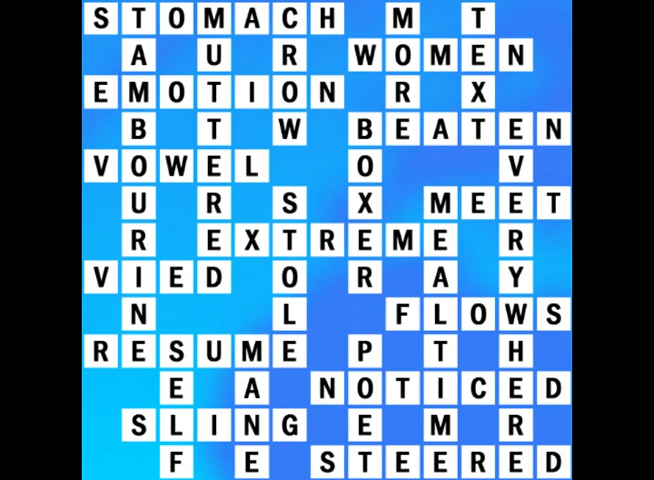 STOMACH M T
A U R WOMEN
EMOTION R X
B T W BEATEN
VOWEL O V
U R S X MEET
R EXTREME R
VIED O R A Y
N L FLOWS
RESUME P T H
E A NOTICED
SLING E M R
F E STEERED